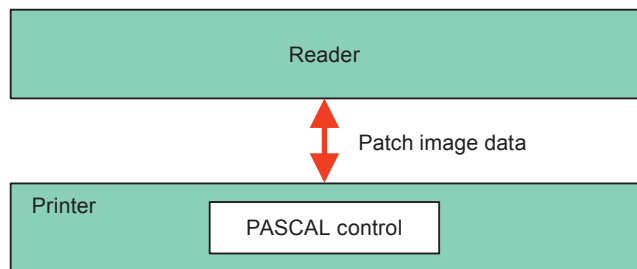 Reader
Patch image data
Printer
PASCAL control